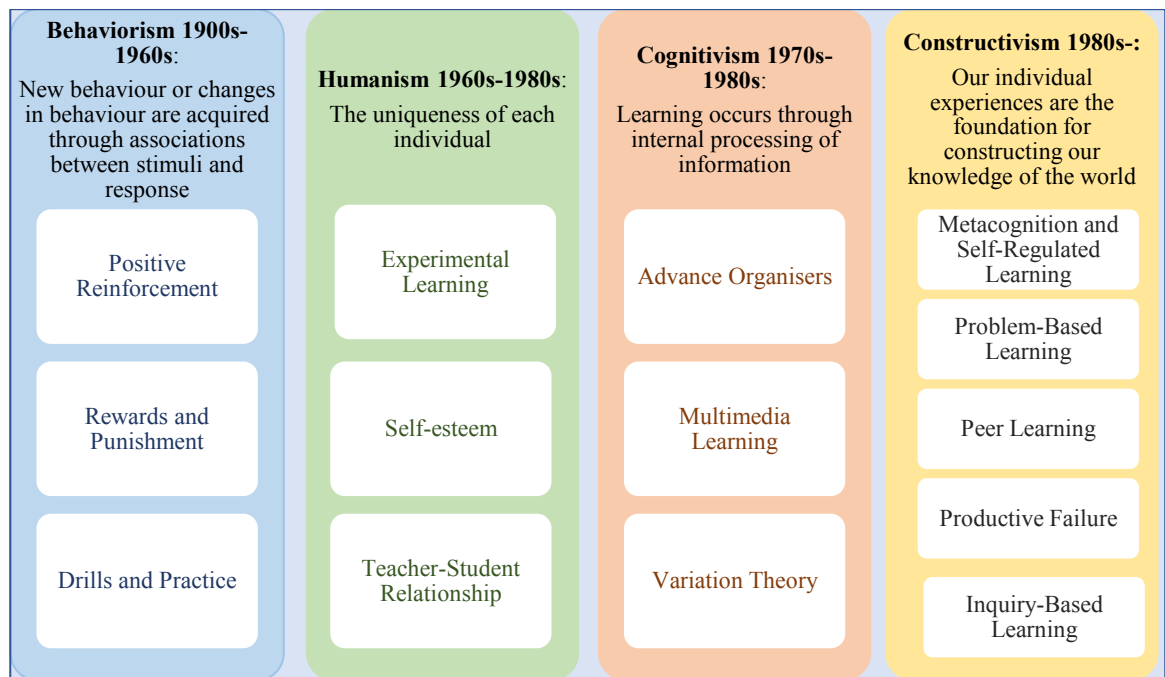 Behaviorism 1900s-
1960s:
New behaviour or changes
in behaviour are acquired
through associations
between stimuli and
response
Positive
Reinforcement
Rewards and
Punishment
Drills and Practice
Humanism 1960s-1980s:
The uniqueness of each
individual
Experimental
Learning
Self-esteem
Teacher-Student
Relationship
Cognitivism 1970s-
1980s:
Learning occurs through
internal processing of
information
Advance Organisers
Multimedia
Learning
Variation Theory
Constructivism 1980s-:
Our individual
experiences are the
foundation for
constructing our
knowledge of the world
Metacognition and
Self-Regulated
Learning
Problem-Based
Learning
Peer Learning
Productive Failure
Inquiry-Based
Learning